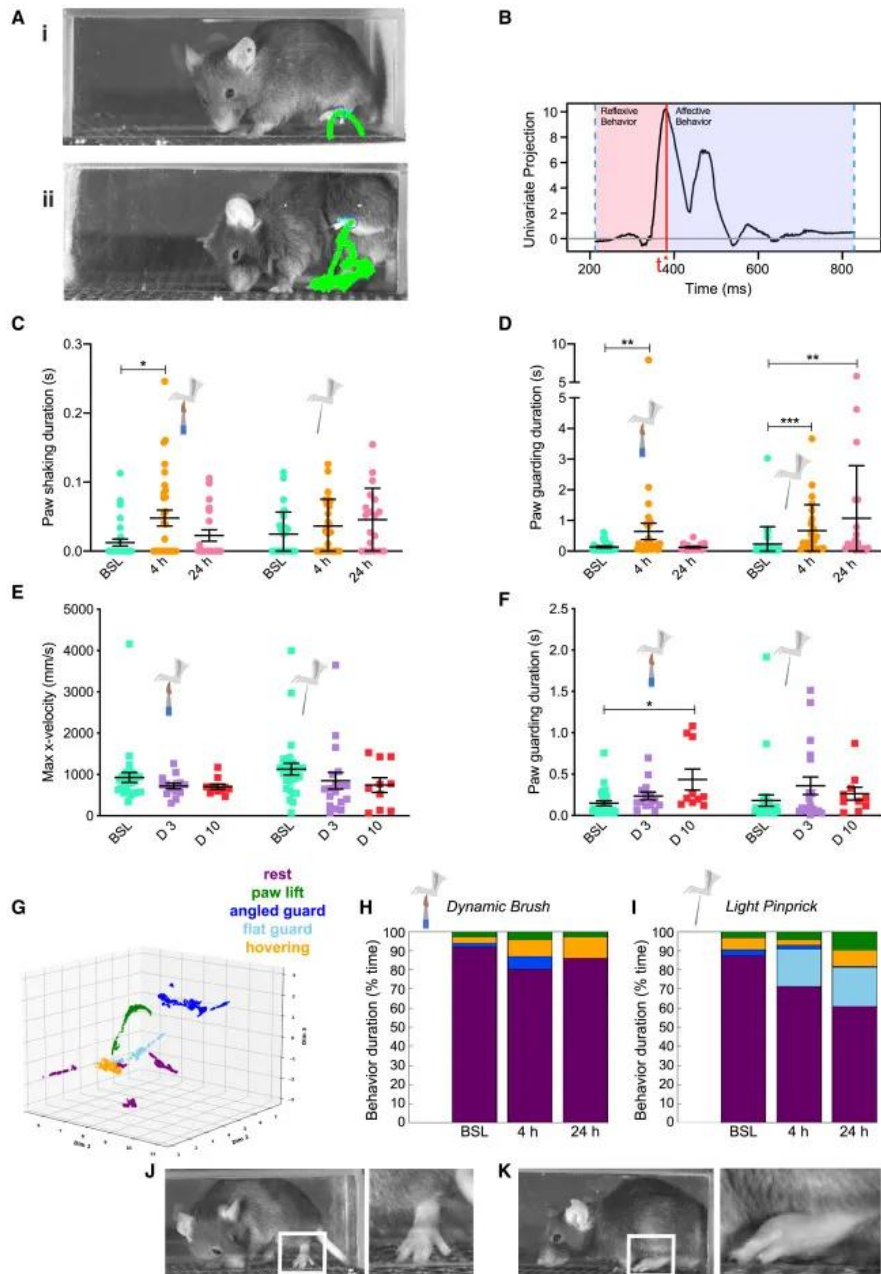 A
i
ii
B
Reflexive Behavior
Affective Behavior
Univariate Projection
10
8
6
4
2
0
200
t*
400
600
800
Time (ms)
C
Paw shaking duration (s)
0.3
0.2
0.1
0.0
*
BSL
4 h
24 h
BSL
4 h
24 h
D
Paw guarding duration (s)
10
5
4
3
2
1
0
**
***
**
BSL
4 h
24 h
BSL
4 h
24 h
E
Max x-velocity (mm/s)
5000
4000
3000
2000
1000
0
BSL
D 3
D 10
BSL
D 3
D 10
F
Paw guarding duration (s)
2.5
2.0
1.5
1.0
0.5
0.0
*
BSL
D 3
D 10
BSL
D 3
D 10
G
rest
paw lift
angled guard
flat guard
hovering
H
Dynamic Brush
Behavior duration (% time)
100
90
80
70
60
50
40
30
20
10
0
BSL
4 h
24 h
I
Light Pinprick
Behavior duration (% time)
100
90
80
70
60
50
40
30
20
10
0
BSL
4 h
24 h
J
K